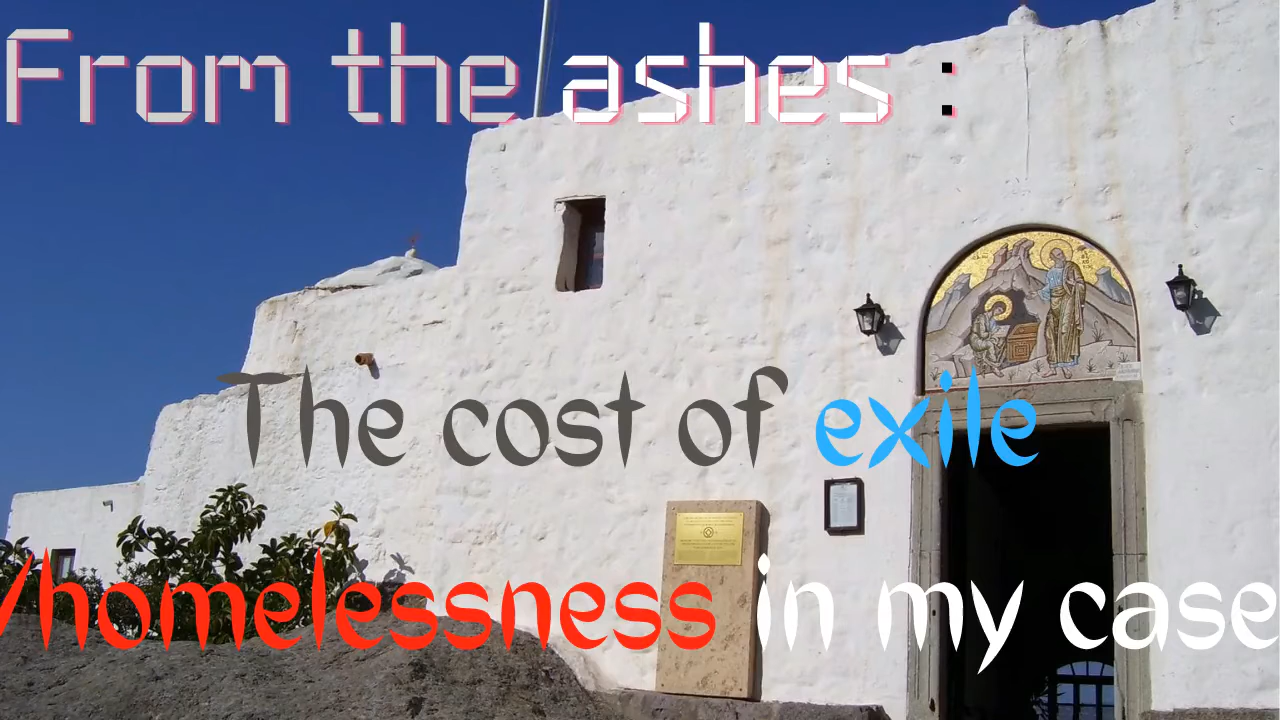 From the ashes :
The cost of exile
/homelessness in my case